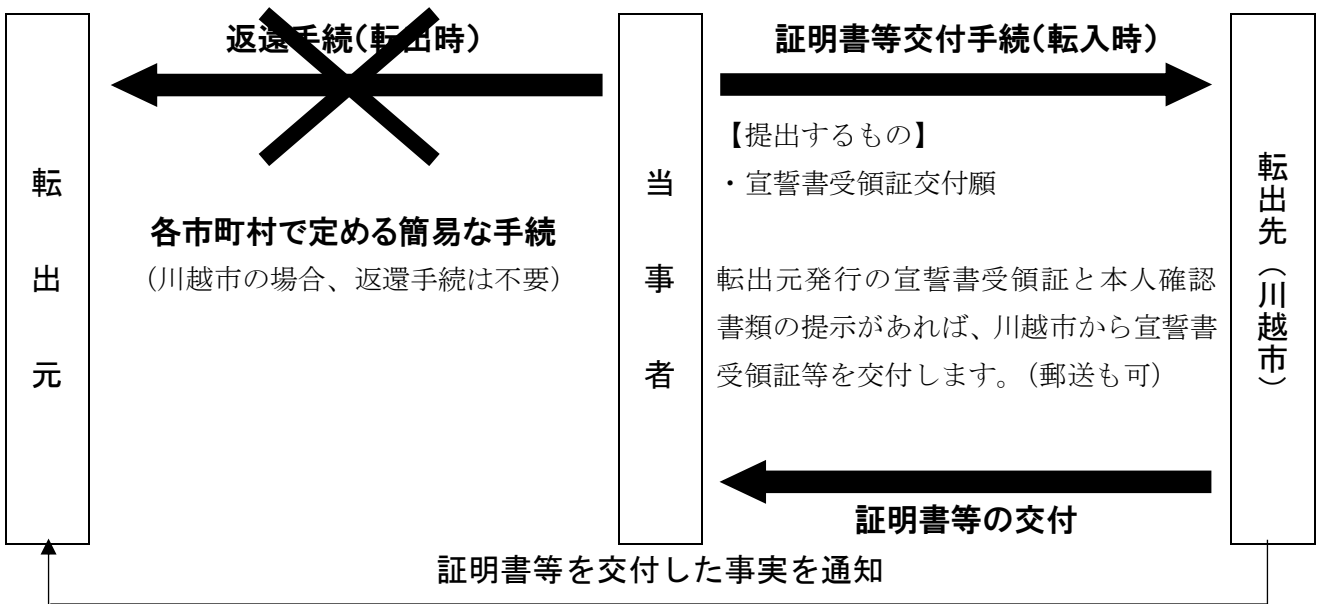 返還手続(転出時)
証明書等交付手続(転入時)
転出元
各市町村で定める簡易な手続
(川越市の場合、返還手続は不要)
当事者
【提出するもの】
・宣誓書受領証交付願
転出元発行の宣誓書受領証と本人確認
書類の提示があれば、川越市から宣誓書
受領証等を交付します。(郵送も可)
転出先(川越市)
証明書等の交付
証明書等を交付した事実を通知